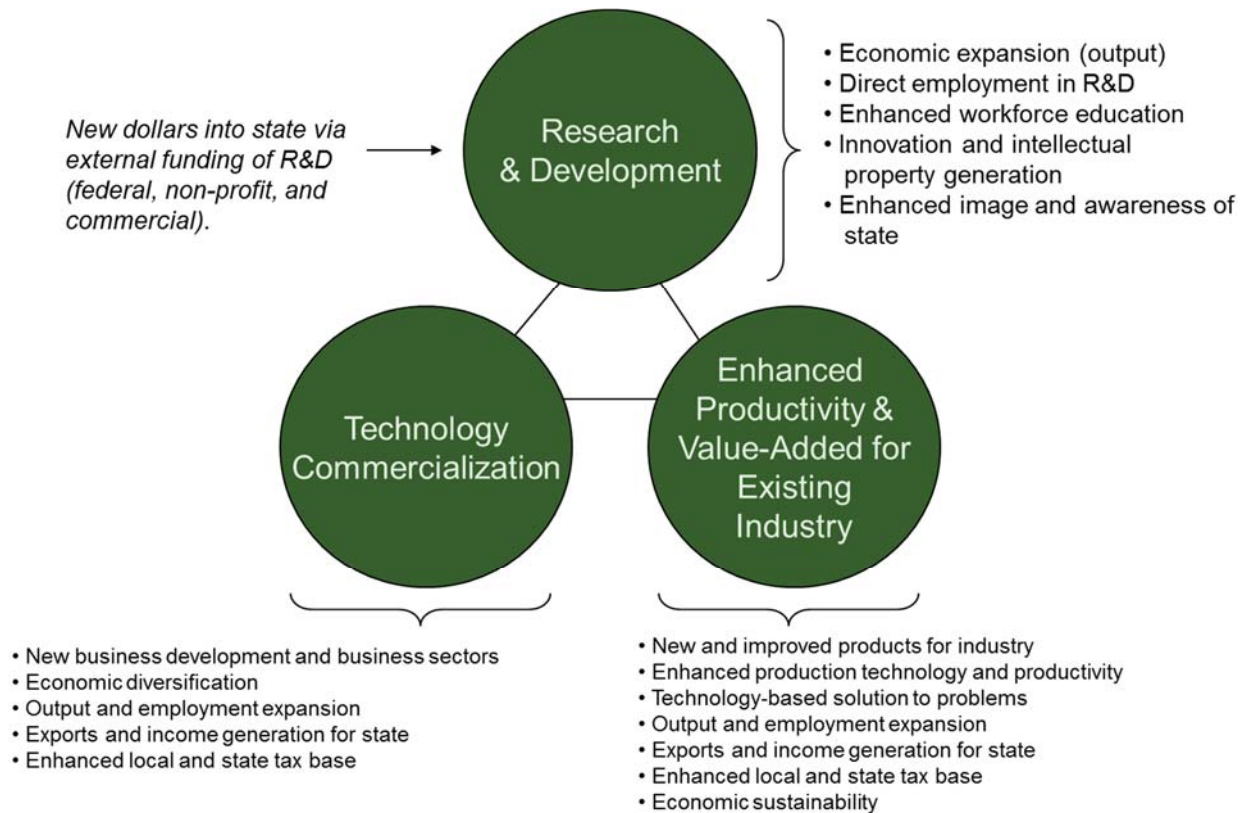 New dollars into state via
external funding of R&D
(federal, non-profit, and
commercial).
Research
& Development
• Economic expansion (output)
• Direct employment in R&D
• Enhanced workforce education
• Innovation and intellectual
property generation
• Enhanced image and awareness of
state
Technology
Commercialization
Enhanced
Productivity &
Value-Added for
Existing
Industry
• New business development and business sectors
• Economic diversification
• Output and employment expansion
• Exports and income generation for state
• Enhanced local and state tax base
• New and improved products for industry
• Enhanced production technology and productivity
• Technology-based solution to problems
• Output and employment expansion
• Exports and income generation for state
• Enhanced local and state tax base
• Economic sustainability